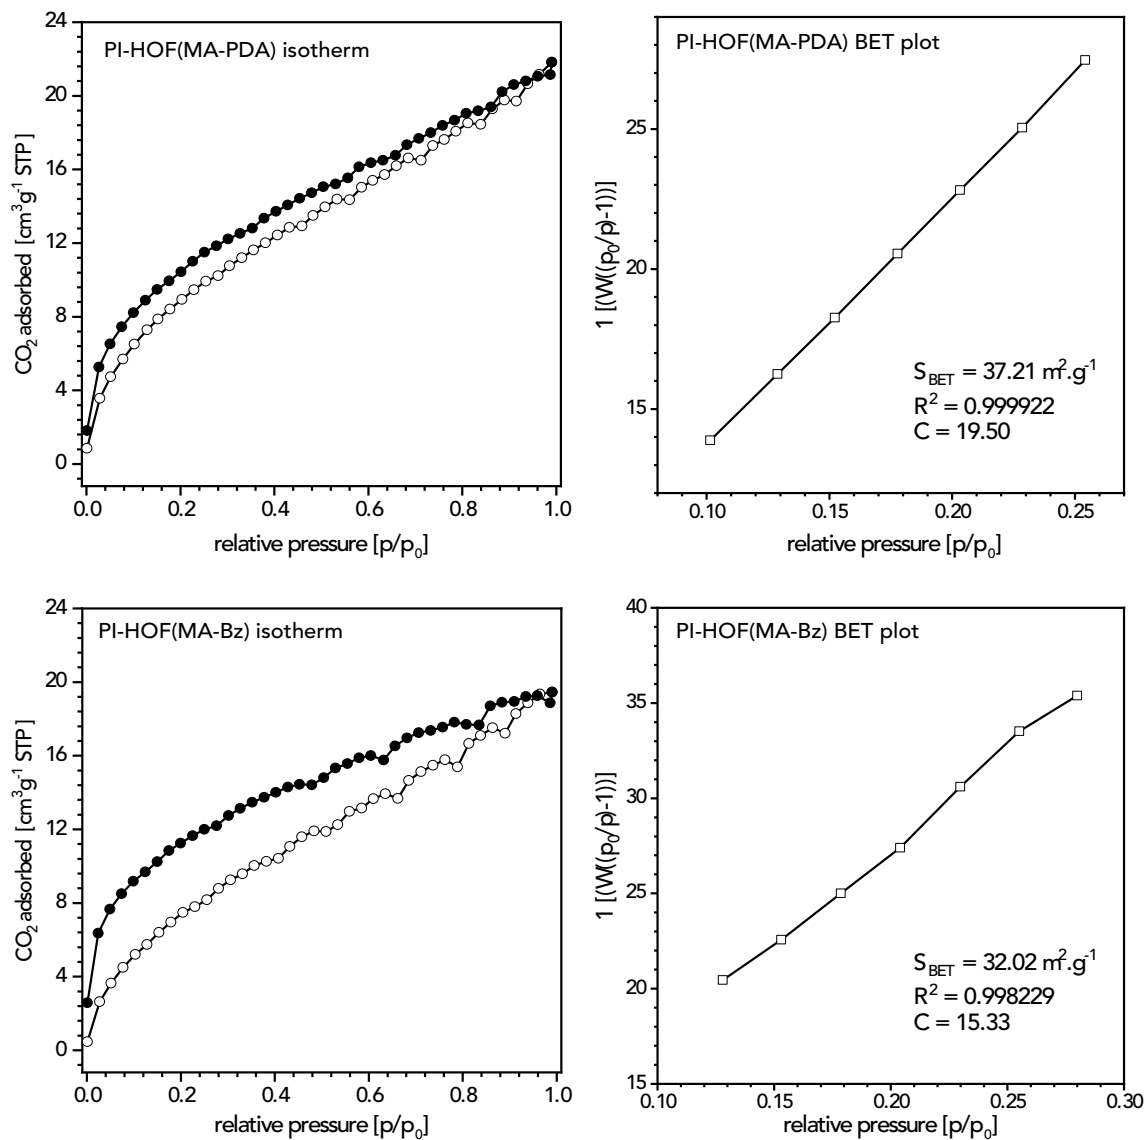 PI-HOF(MA-PDA) isotherm
24
20
16
12
8
4
0
CO₂ adsorbed [cm³g⁻¹ STP]
0.0 0.2 0.4 0.6 0.8 1.0
relative pressure [p/p₀]
PI-HOF(MA-PDA) BET plot
25
20
15
1 [(W((p₀/p)-1))]
S_BET = 37.21 m².g⁻¹
R² = 0.999922
C = 19.50
0.10 0.15 0.20 0.25
relative pressure [p/p₀]
PI-HOF(MA-Bz) isotherm
24
20
16
12
8
4
0
CO₂ adsorbed [cm³g⁻¹ STP]
0.0 0.2 0.4 0.6 0.8 1.0
relative pressure [p/p₀]
PI-HOF(MA-Bz) BET plot
40
35
30
25
20
15
1 [(W((p₀/p)-1))]
S_BET = 32.02 m².g⁻¹
R² = 0.998229
C = 15.33
0.10 0.15 0.20 0.25 0.30
relative pressure [p/p₀]